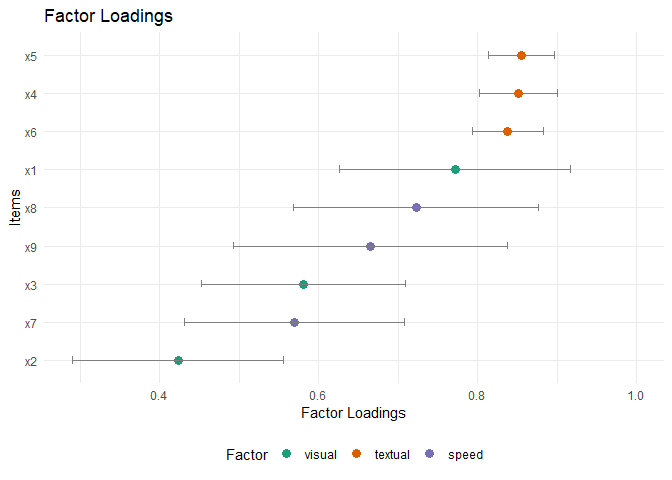 Factor Loadings
Items
x5
x4
x6
x1
x8
x9
x3
x7
x2
0.4 0.6 0.8 1.0
Factor Loadings
Factor visual textual speed